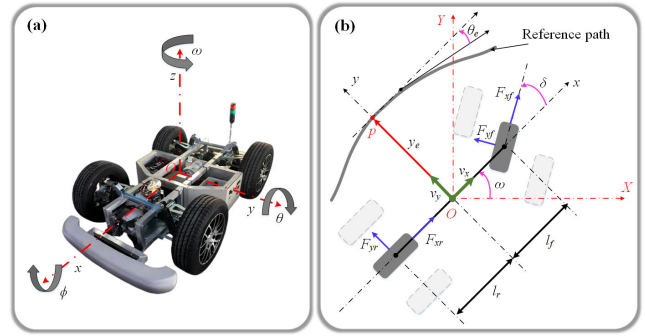 (a)
ω
z
y
θ
x
ϕ
(b)
Y
θe
Reference path
y
δ
x
Fxf
P
Fyf
ye
vx
vy
ω
X
O
Fyr
Fxr
lf
lr